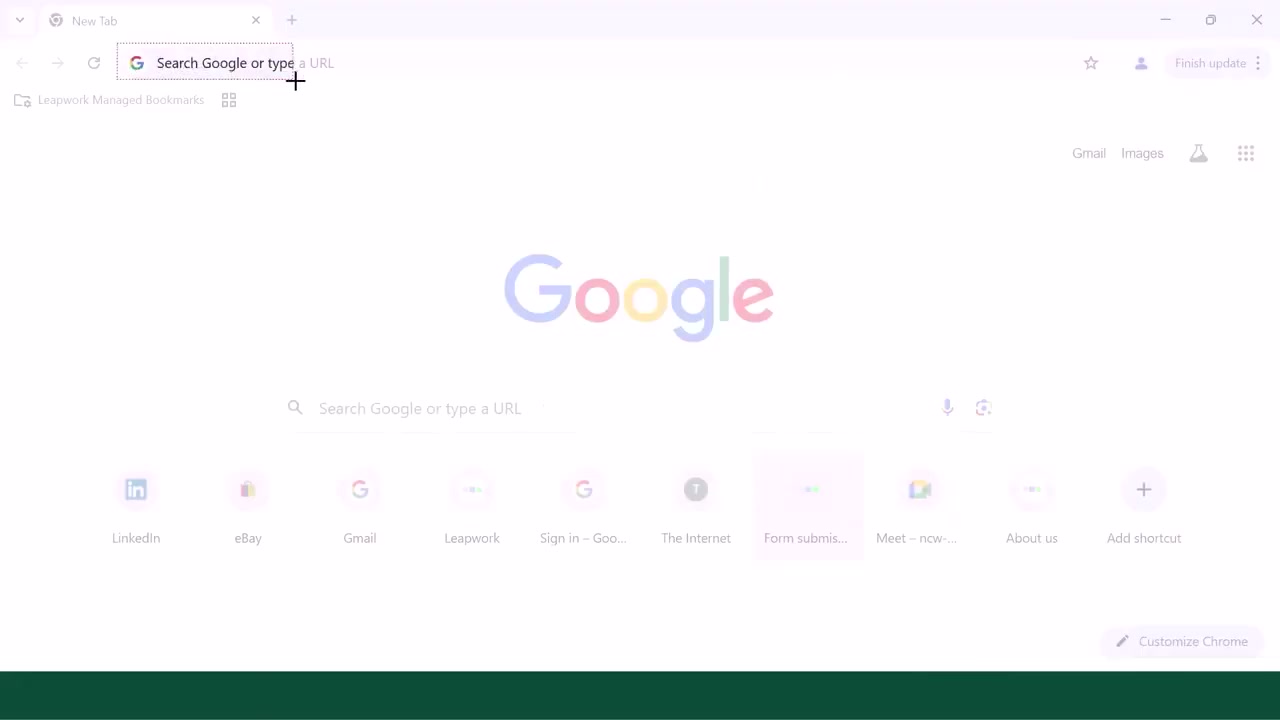 New Tab
Search Google or type a URL
Finish update
Leapwork Managed Bookmarks
Gmail Images
Google
Search Google or type a URL
T
LinkedIn eBay Gmail Leapwork Sign in – Goo... The Internet Form submis... Meet – ncw-... About us Add shortcut
Customize Chrome